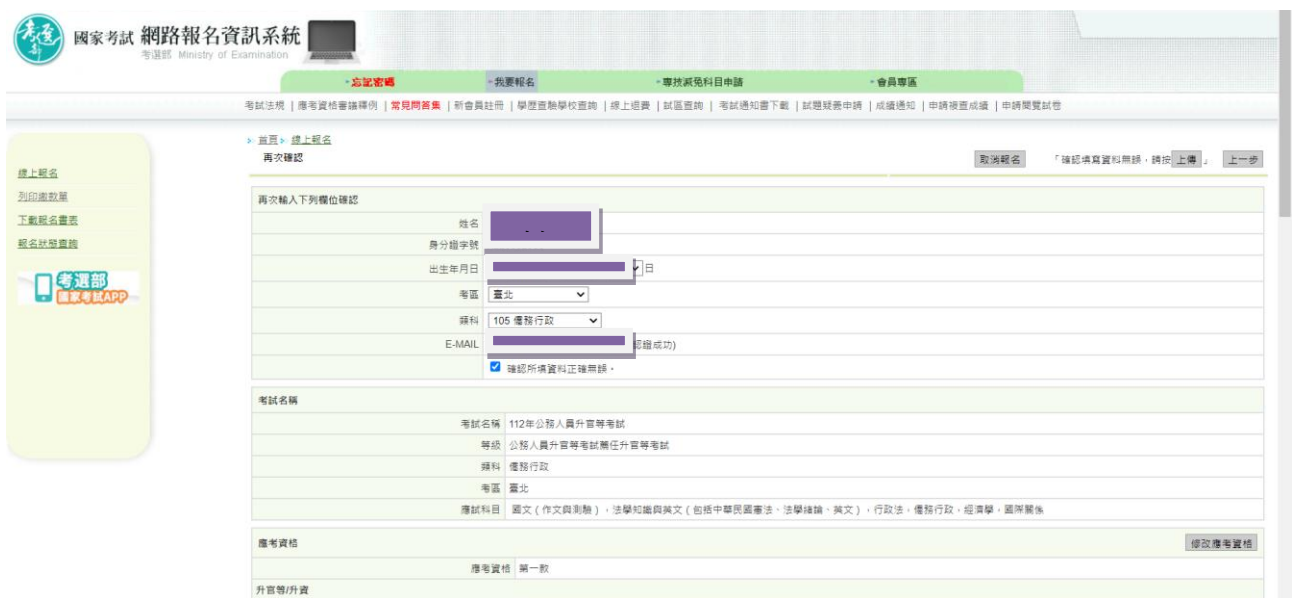 考選部
國家考試 網路報名資訊系統
考選部 Ministry of Examination
忘記密碼 我要報名 專技減免科目申請 會員專區
考試法規 | 應考資格審議釋例 | 常見問答集 | 新會員註冊 | 學歷查驗學校查詢 | 線上退費 | 試區查詢 | 考試通知書下載 | 試題疑義申請 | 成績通知 | 申請複查成績 | 申請閱覽試卷
首頁 線上報名
再次確認
取消報名 「確認填寫資料無誤，請按 上傳 」 上一步
線上報名
列印繳款單
下載報名書表
報名狀態查詢
考選部
國家考試APP
再次輸入下列欄位確認
姓名
身分證字號
出生年月日 日
考區 臺北
類科 105 僑務行政
E-MAIL 認證成功)
確認所填資料正確無誤。
考試名稱
考試名稱 112年公務人員升官等考試
等級 公務人員升官等考試薦任升官等考試
類科 僑務行政
考區 臺北
應試科目 國文（作文與測驗），法學知識與英文（包括中華民國憲法、法學緒論、英文），行政法，僑務行政，經濟學，國際關係
應考資格 修改應考資格
應考資格 第一款
升官等/升資